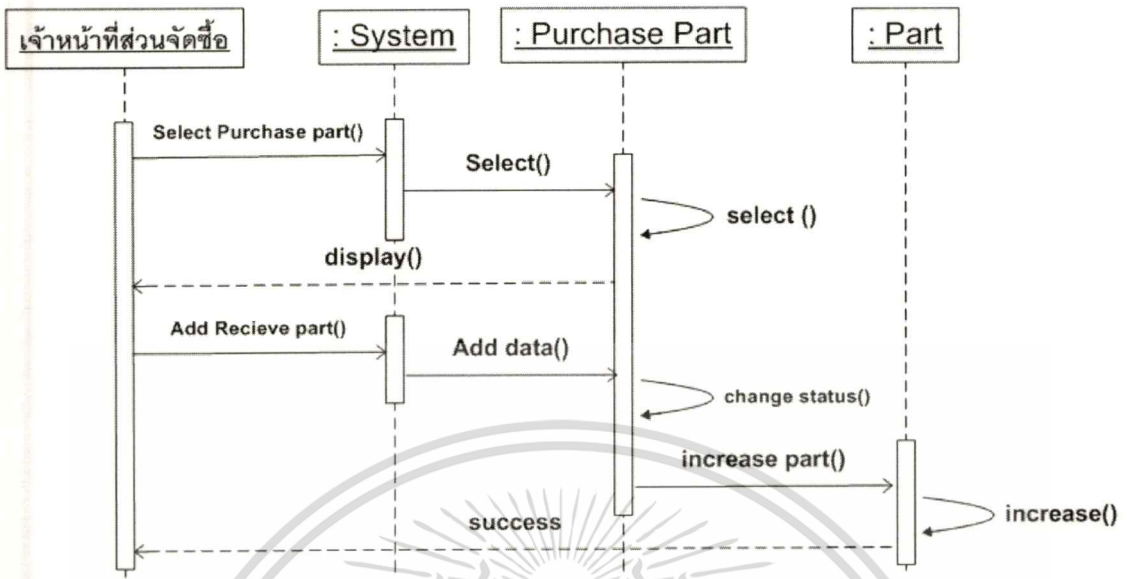 เจ้าหน้าที่ส่วนจัดซื้อ
: System
: Purchase Part
: Part
Select Purchase part()
Select()
select ()
display()
Add Recieve part()
Add data()
change status()
increase part()
increase()
success